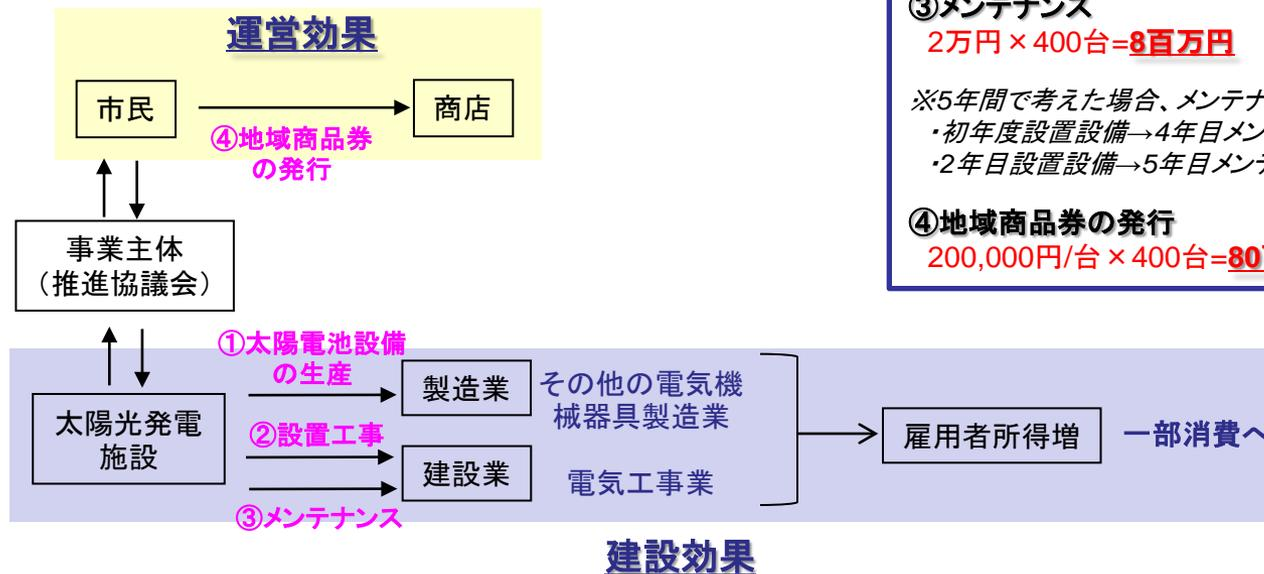 運営効果
市民
商店
④地域商品券
の発行
事業主体
（推進協議会）
①太陽電池設備
の生産
太陽光発電
施設
②設置工事
③メンテナンス
製造業
その他の電気機
械器具製造業
建設業
電気工事業
雇用者所得増
一部消費へ
建設効果
③メンテナンス
2万円×400台=8百万円
※5年間で考えた場合、メンテナ
・初年度設置設備→4年目メン
・2年目設置設備→5年目メンテ
④地域商品券の発行
200,000円/台×400台=80